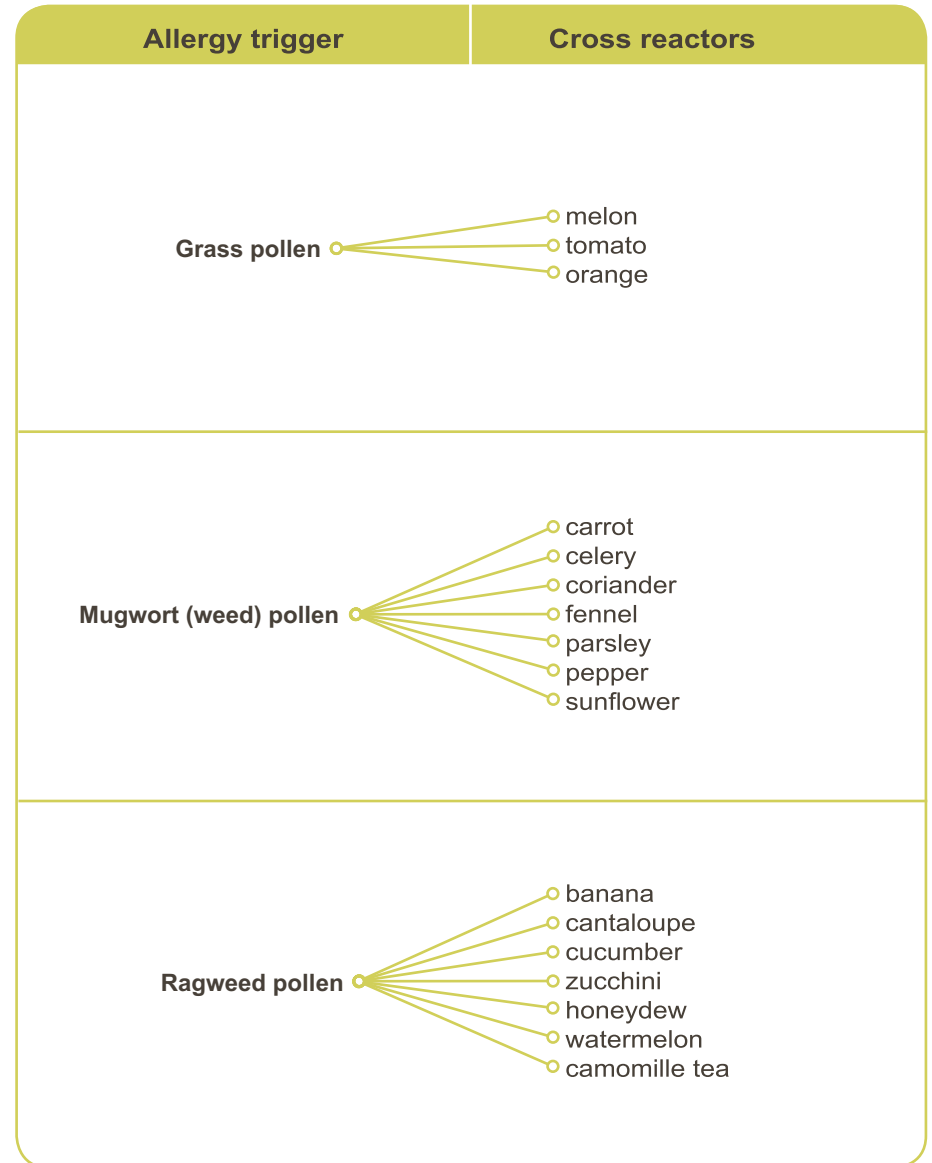 Allergy trigger Cross reactors
Grass pollen
melon
tomato
orange
Mugwort (weed) pollen
carrot
celery
coriander
fennel
parsley
pepper
sunflower
Ragweed pollen
banana
cantaloupe
cucumber
zucchini
honeydew
watermelon
camomille tea